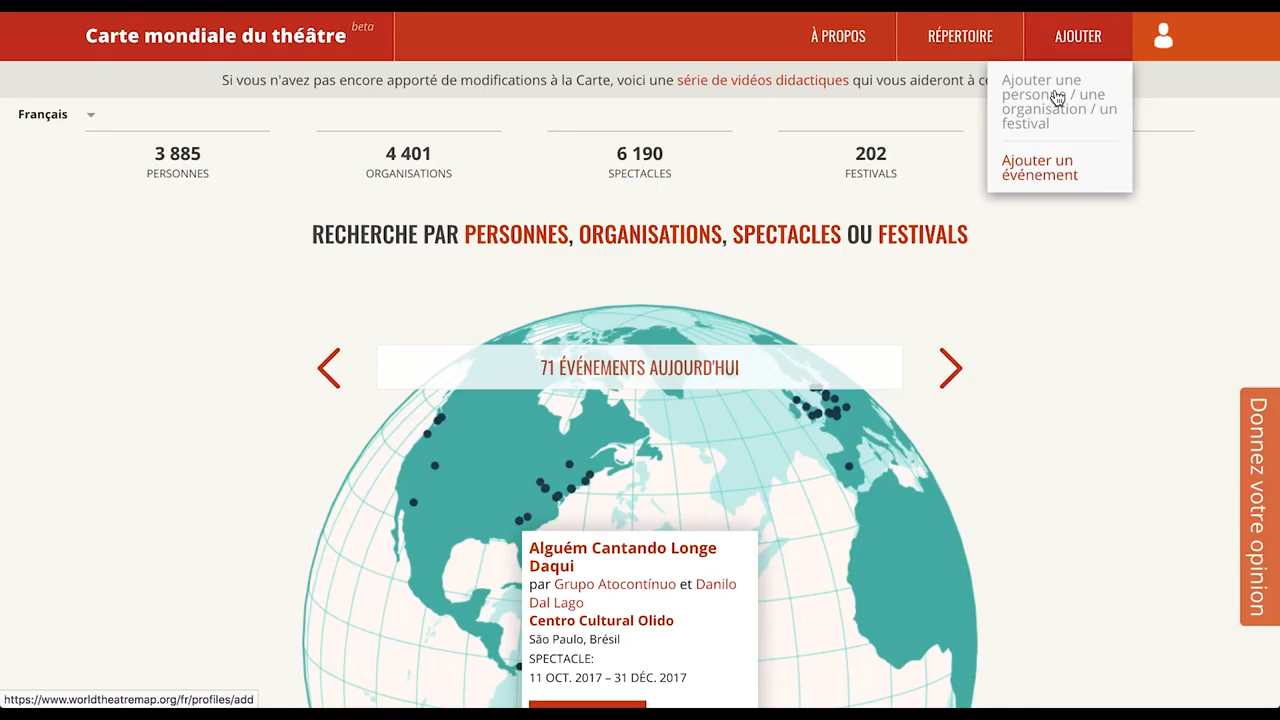 Carte mondiale du théâtre beta
À PROPOS
RÉPERTOIRE
AJOUTER
Si vous n'avez pas encore apporté de modifications à la Carte, voici une série de vidéos didactiques qui vous aideront à
Ajouter une
personne / une
organisation / un
festival
Ajouter un
événement
Français
3 885
PERSONNES
4 401
ORGANISATIONS
6 190
SPECTACLES
202
FESTIVALS
RECHERCHE PAR PERSONNES, ORGANISATIONS, SPECTACLES OU FESTIVALS
71 ÉVÉNEMENTS AUJOURD'HUI
Donnez votre opinion
Alguém Cantando Longe
Daqui
par Grupo Atocontínuo et Danilo
Dal Lago
Centro Cultural Olido
São Paulo, Brésil
SPECTACLE:
11 OCT. 2017 – 31 DÉC. 2017
https://www.worldtheatremap.org/fr/profiles/add